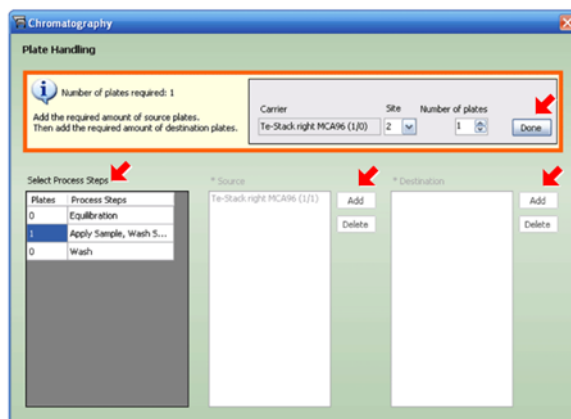 Chromatography
Plate Handling
Number of plates required: 1
Add the required amount of source plates.
Then add the required amount of destination plates.
Carrier Site Number of plates
Te-Stack right MCA96 (1/0) 2 1 Done
Select Process Steps * Source * Destination
Plates Process Steps Te-Stack right MCA96 (1/1) Add Add
0 Equilibration
1 Apply Sample, Wash S... Delete Delete
0 Wash